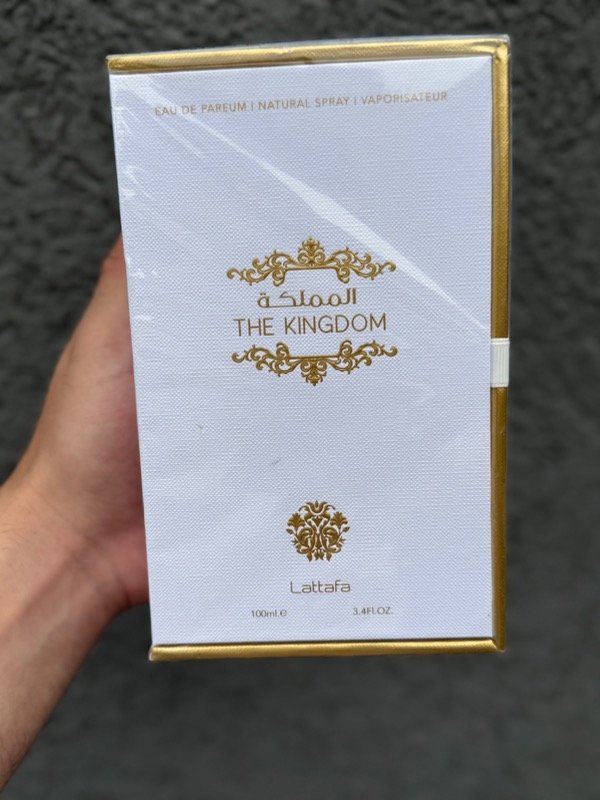 EAU DE PARFUM | NATURAL SPRAY | VAPORISATEUR
المملكة
THE KINGDOM
Lattafa
100ml.e 3.4FL.OZ.